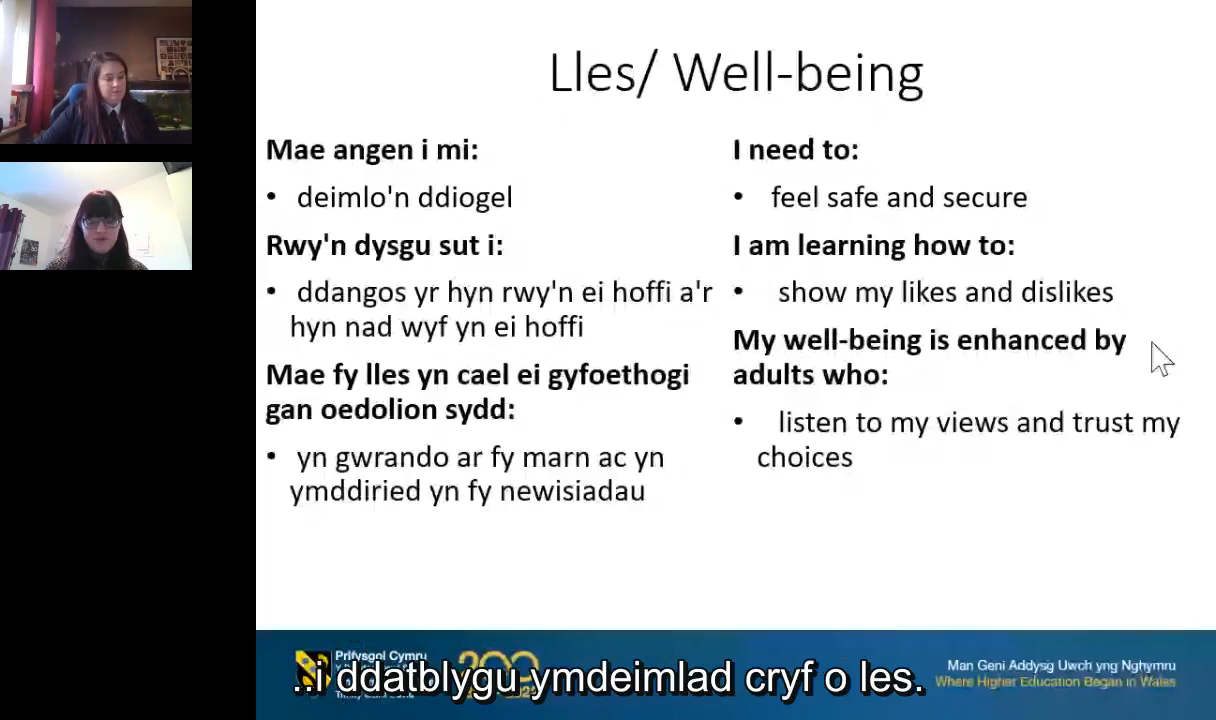 Lles/ Well-being
Mae angen i mi:
• deimlo'n ddiogel
Rwy'n dysgu sut i:
• ddangos yr hyn rwy'n ei hoffi a'r
hyn nad wyf yn ei hoffi
Mae fy lles yn cael ei gyfoethogi
gan oedolion sydd:
• yn gwrando ar fy marn ac yn
ymddiried yn fy newisiadau
I need to:
• feel safe and secure
I am learning how to:
• show my likes and dislikes
My well-being is enhanced by
adults who:
• listen to my views and trust my
choices
Prifysgol Cymru
Man Geni Addysg Uwch yng Nghymru
Where Higher Education Began in Wales
..i ddatblygu ymdeimlad cryf o les.